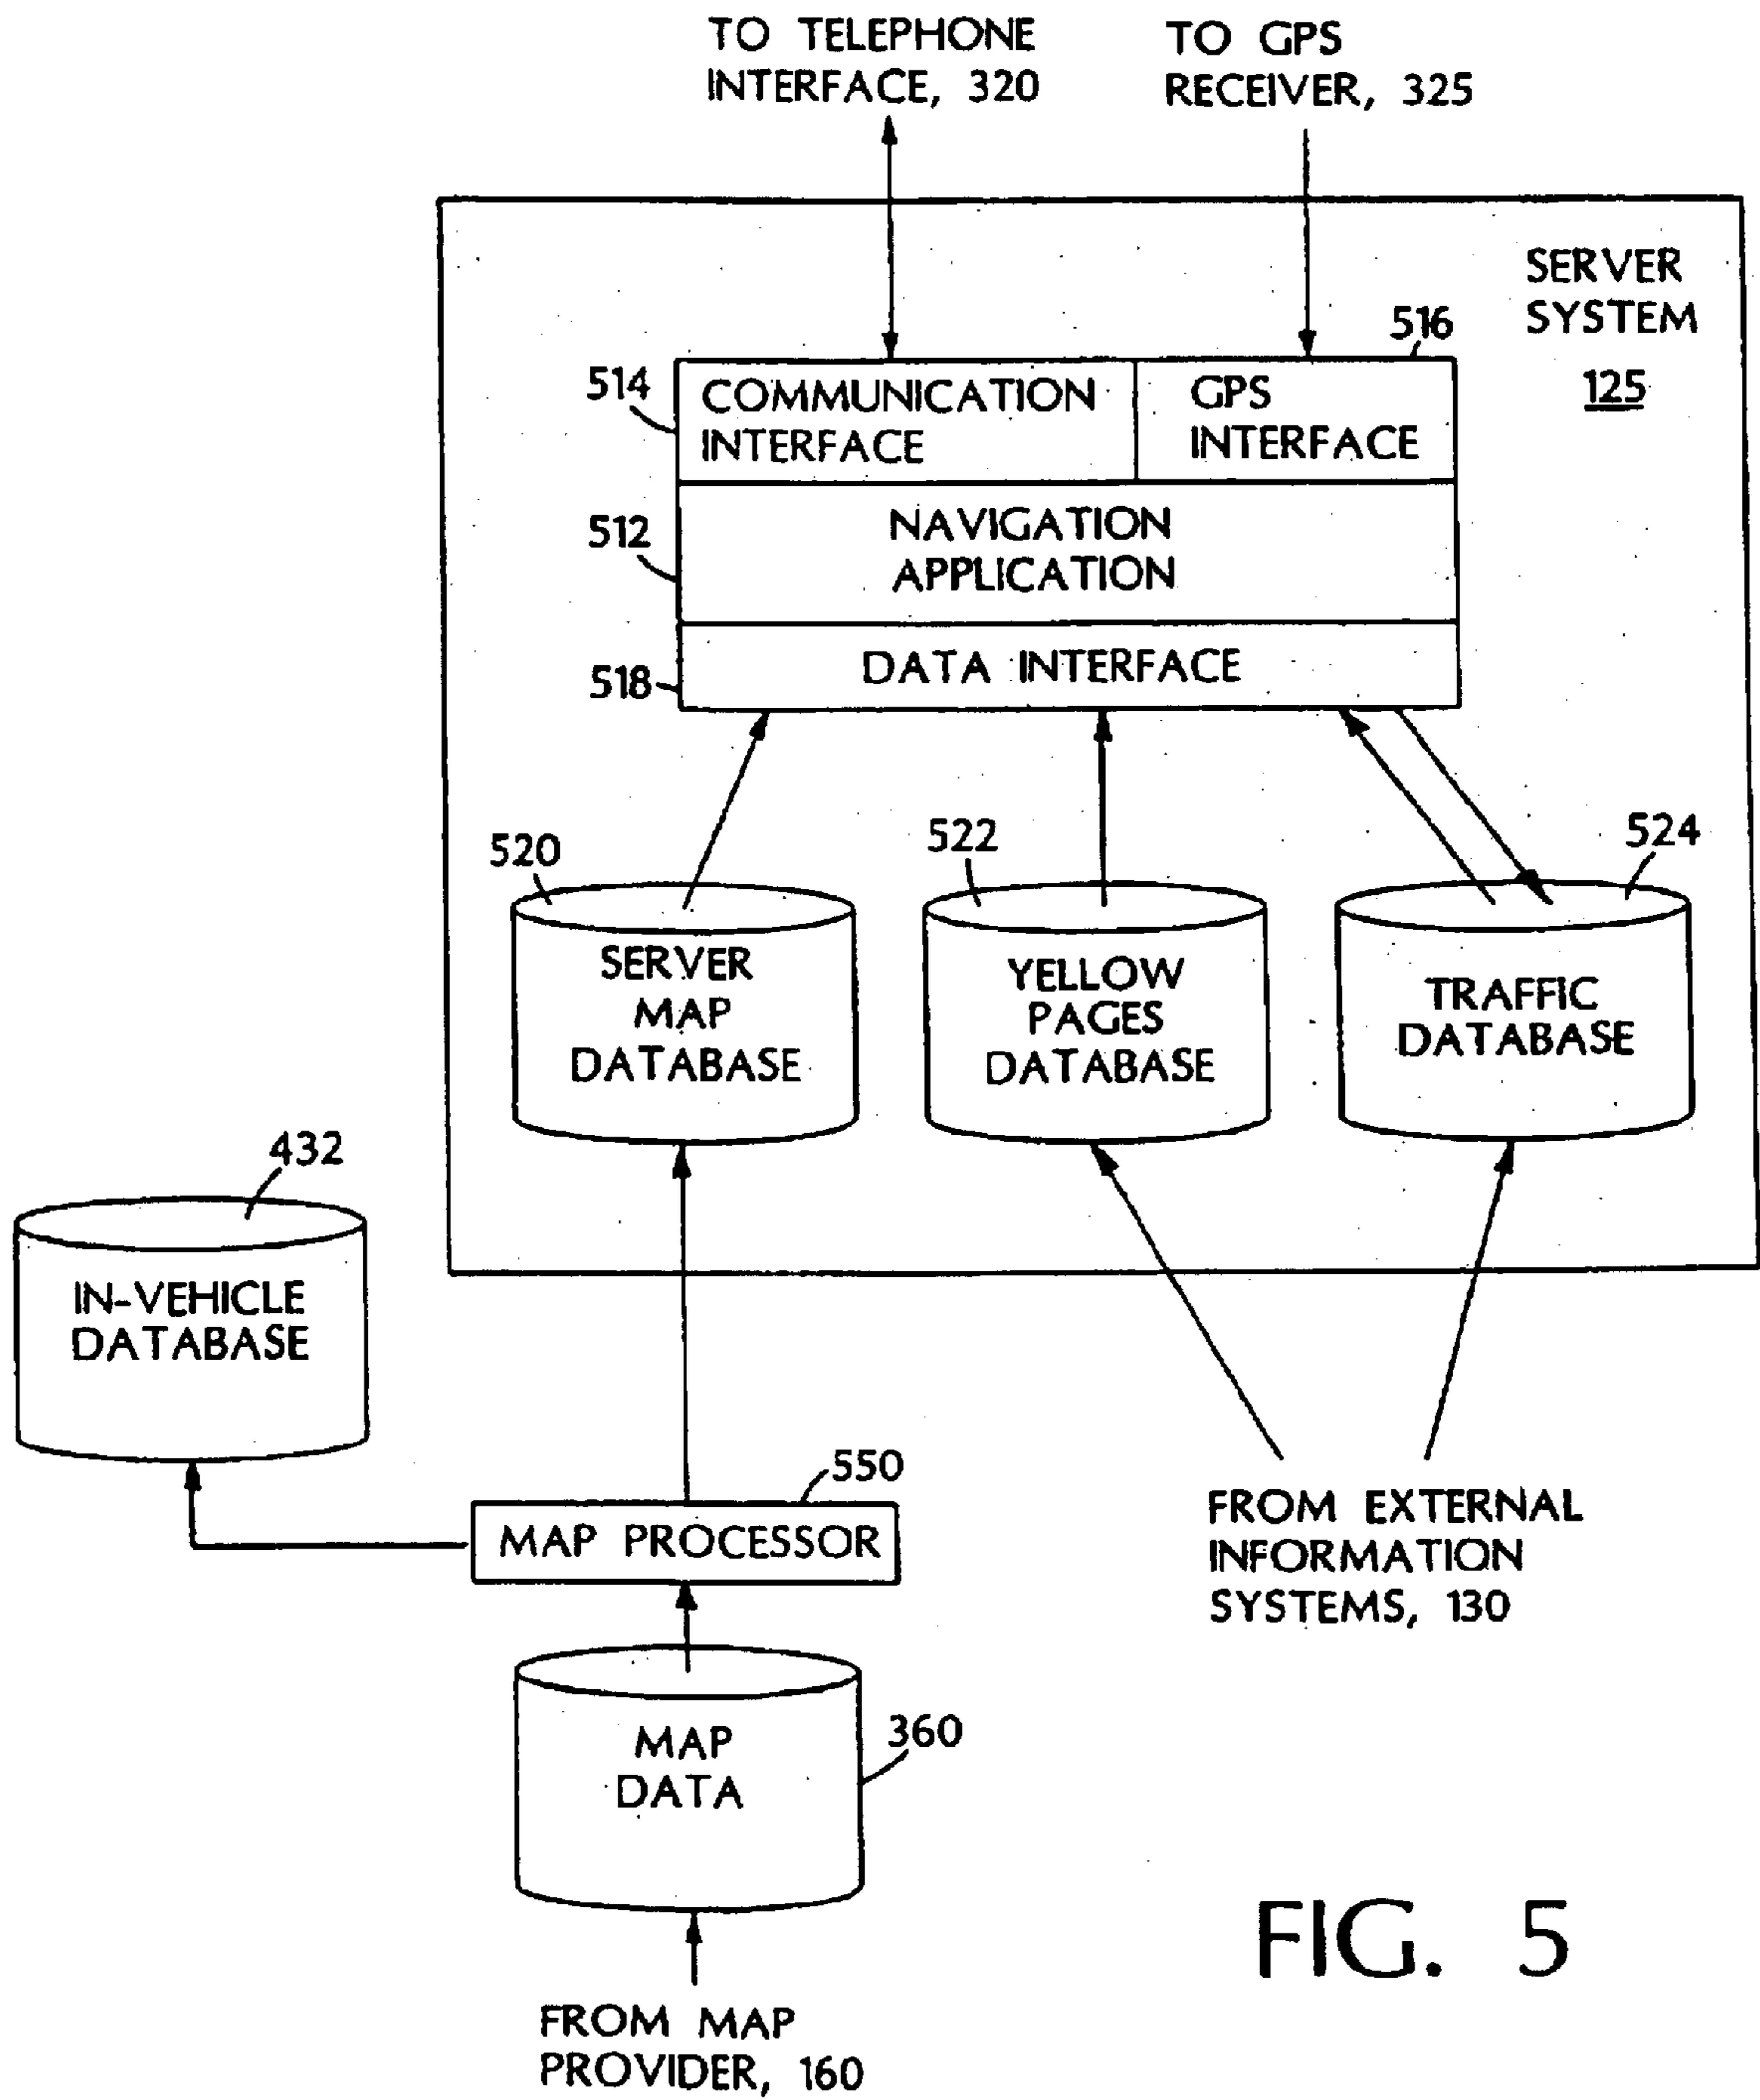 TO TELEPHONE
INTERFACE, 320
TO GPS
RECEIVER, 325
SERVER
SYSTEM
125
516
514
COMMUNICATION
INTERFACE
GPS
INTERFACE
512
NAVIGATION
APPLICATION
518
DATA INTERFACE
520
522
524
SERVER
MAP
DATABASE
YELLOW
PAGES
DATABASE
TRAFFIC
DATABASE
432
IN-VEHICLE
DATABASE
550
MAP PROCESSOR
FROM EXTERNAL
INFORMATION
SYSTEMS, 130
360
MAP
DATA
FROM MAP
PROVIDER, 160
FIG. 5